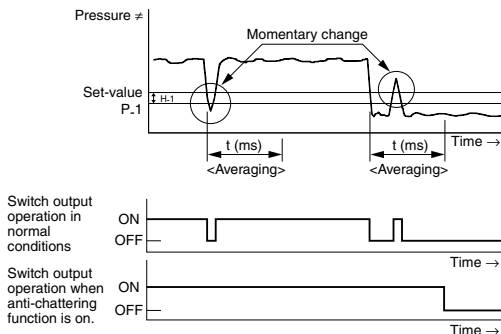 Pressure ≠
Momentary change
Set-value
P_1
H-1
t (ms)
t (ms)
Time →
<Averaging>
<Averaging>
Switch output
operation in
normal
conditions
ON
OFF
Time →
Switch output
operation when
anti-chattering
function is on.
ON
OFF
Time →